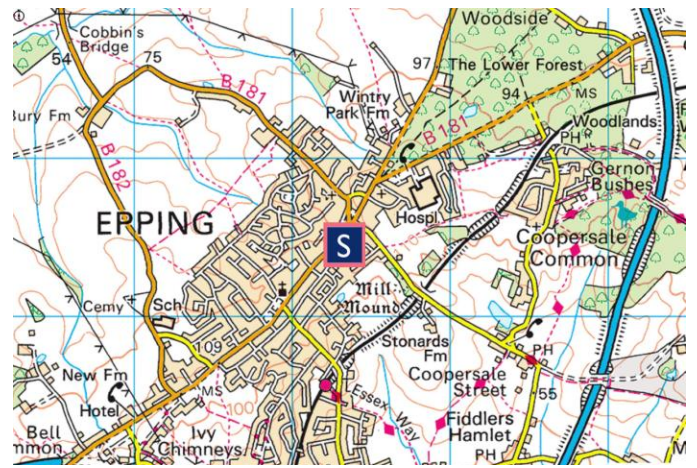 Woodside
Cobbin's
Bridge
54
75
97
The Lower Forest
B 181
Wintry
Park Fm
94
MS
Bury Fm
B 181
Woodlands
PH
B 182
Gernon
Bushes
EPPING
Hospl
S
Coopersale
Common
Mill
Mound
Cemy
Sch
Stonards
Fm
109
PH
New Fm
Coopersale
Street
MS
100
Essex Way
55
Hotel
Fiddlers
Hamlet
Bell
mmon
Ivy
Chimneys
PH
M